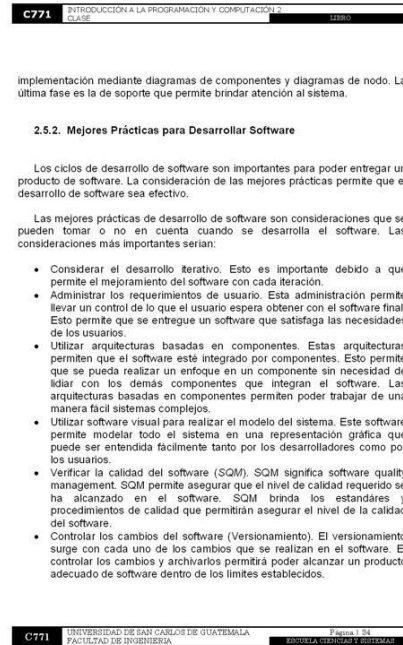 C771
INTRODUCCIÓN A LA PROGRAMACIÓN Y COMPUTACIÓN 2
CLASE
LIBRO
implementación mediante diagramas de componentes y diagramas de nodo. La
última fase es la de soporte que permite brindar atención al sistema.
2.5.2. Mejores Prácticas para Desarrollar Software
Los ciclos de desarrollo de software son importantes para poder entregar un
producto de software. La consideración de las mejores prácticas permite que e
desarrollo de software sea efectivo.
Las mejores prácticas de desarrollo de software son consideraciones que se
pueden tomar o no en cuenta cuando se desarrolla el software. Las
consideraciones más importantes serian:
• Considerar el desarrollo iterativo. Esto es importante debido a que
permite el mejoramiento del software con cada iteración.
• Administrar los requerimientos de usuario. Esta administración permite
llevar un control de lo que el usuario espera obtener con el software final.
Esto permite que se entregue un software que satisfaga las necesidades
de los usuarios.
• Utilizar arquitecturas basadas en componentes. Estas arquitecturas
permiten que el software esté integrado por componentes. Esto permite
que se pueda realizar un enfoque en un componente sin necesidad de
lidiar con los demás componentes que integran el software. Las
arquitecturas basadas en componentes permiten poder trabajar de una
manera fácil sistemas complejos.
• Utilizar software visual para realizar el modelo del sistema. Este software
permite modelar todo el sistema en una representación gráfica que
puede ser entendida fácilmente tanto por los desarrolladores como po
los usuarios.
• Verificar la calidad del software (SQM). SQM significa software quality
management. SQM permite asegurar que el nivel de calidad requerido se
ha alcanzado en el software. SQM brinda los estandáres y
procedimientos de calidad que permitirán asegurar el nivel de la calidad
del software.
• Controlar los cambios del software (Versionamiento). El versionamiento
surge con cada uno de los cambios que se realizan en el software. E
controlar los cambios y archivarlos permitirá poder alcanzar un producto
adecuado de software dentro de los limites establecidos.
C771
UNIVERSIDAD DE SAN CARLOS DE GUATEMALA
FACULTAD DE INGENIERIA
Página | 34
ESCUELA CIENCIAS Y SISTEMAS